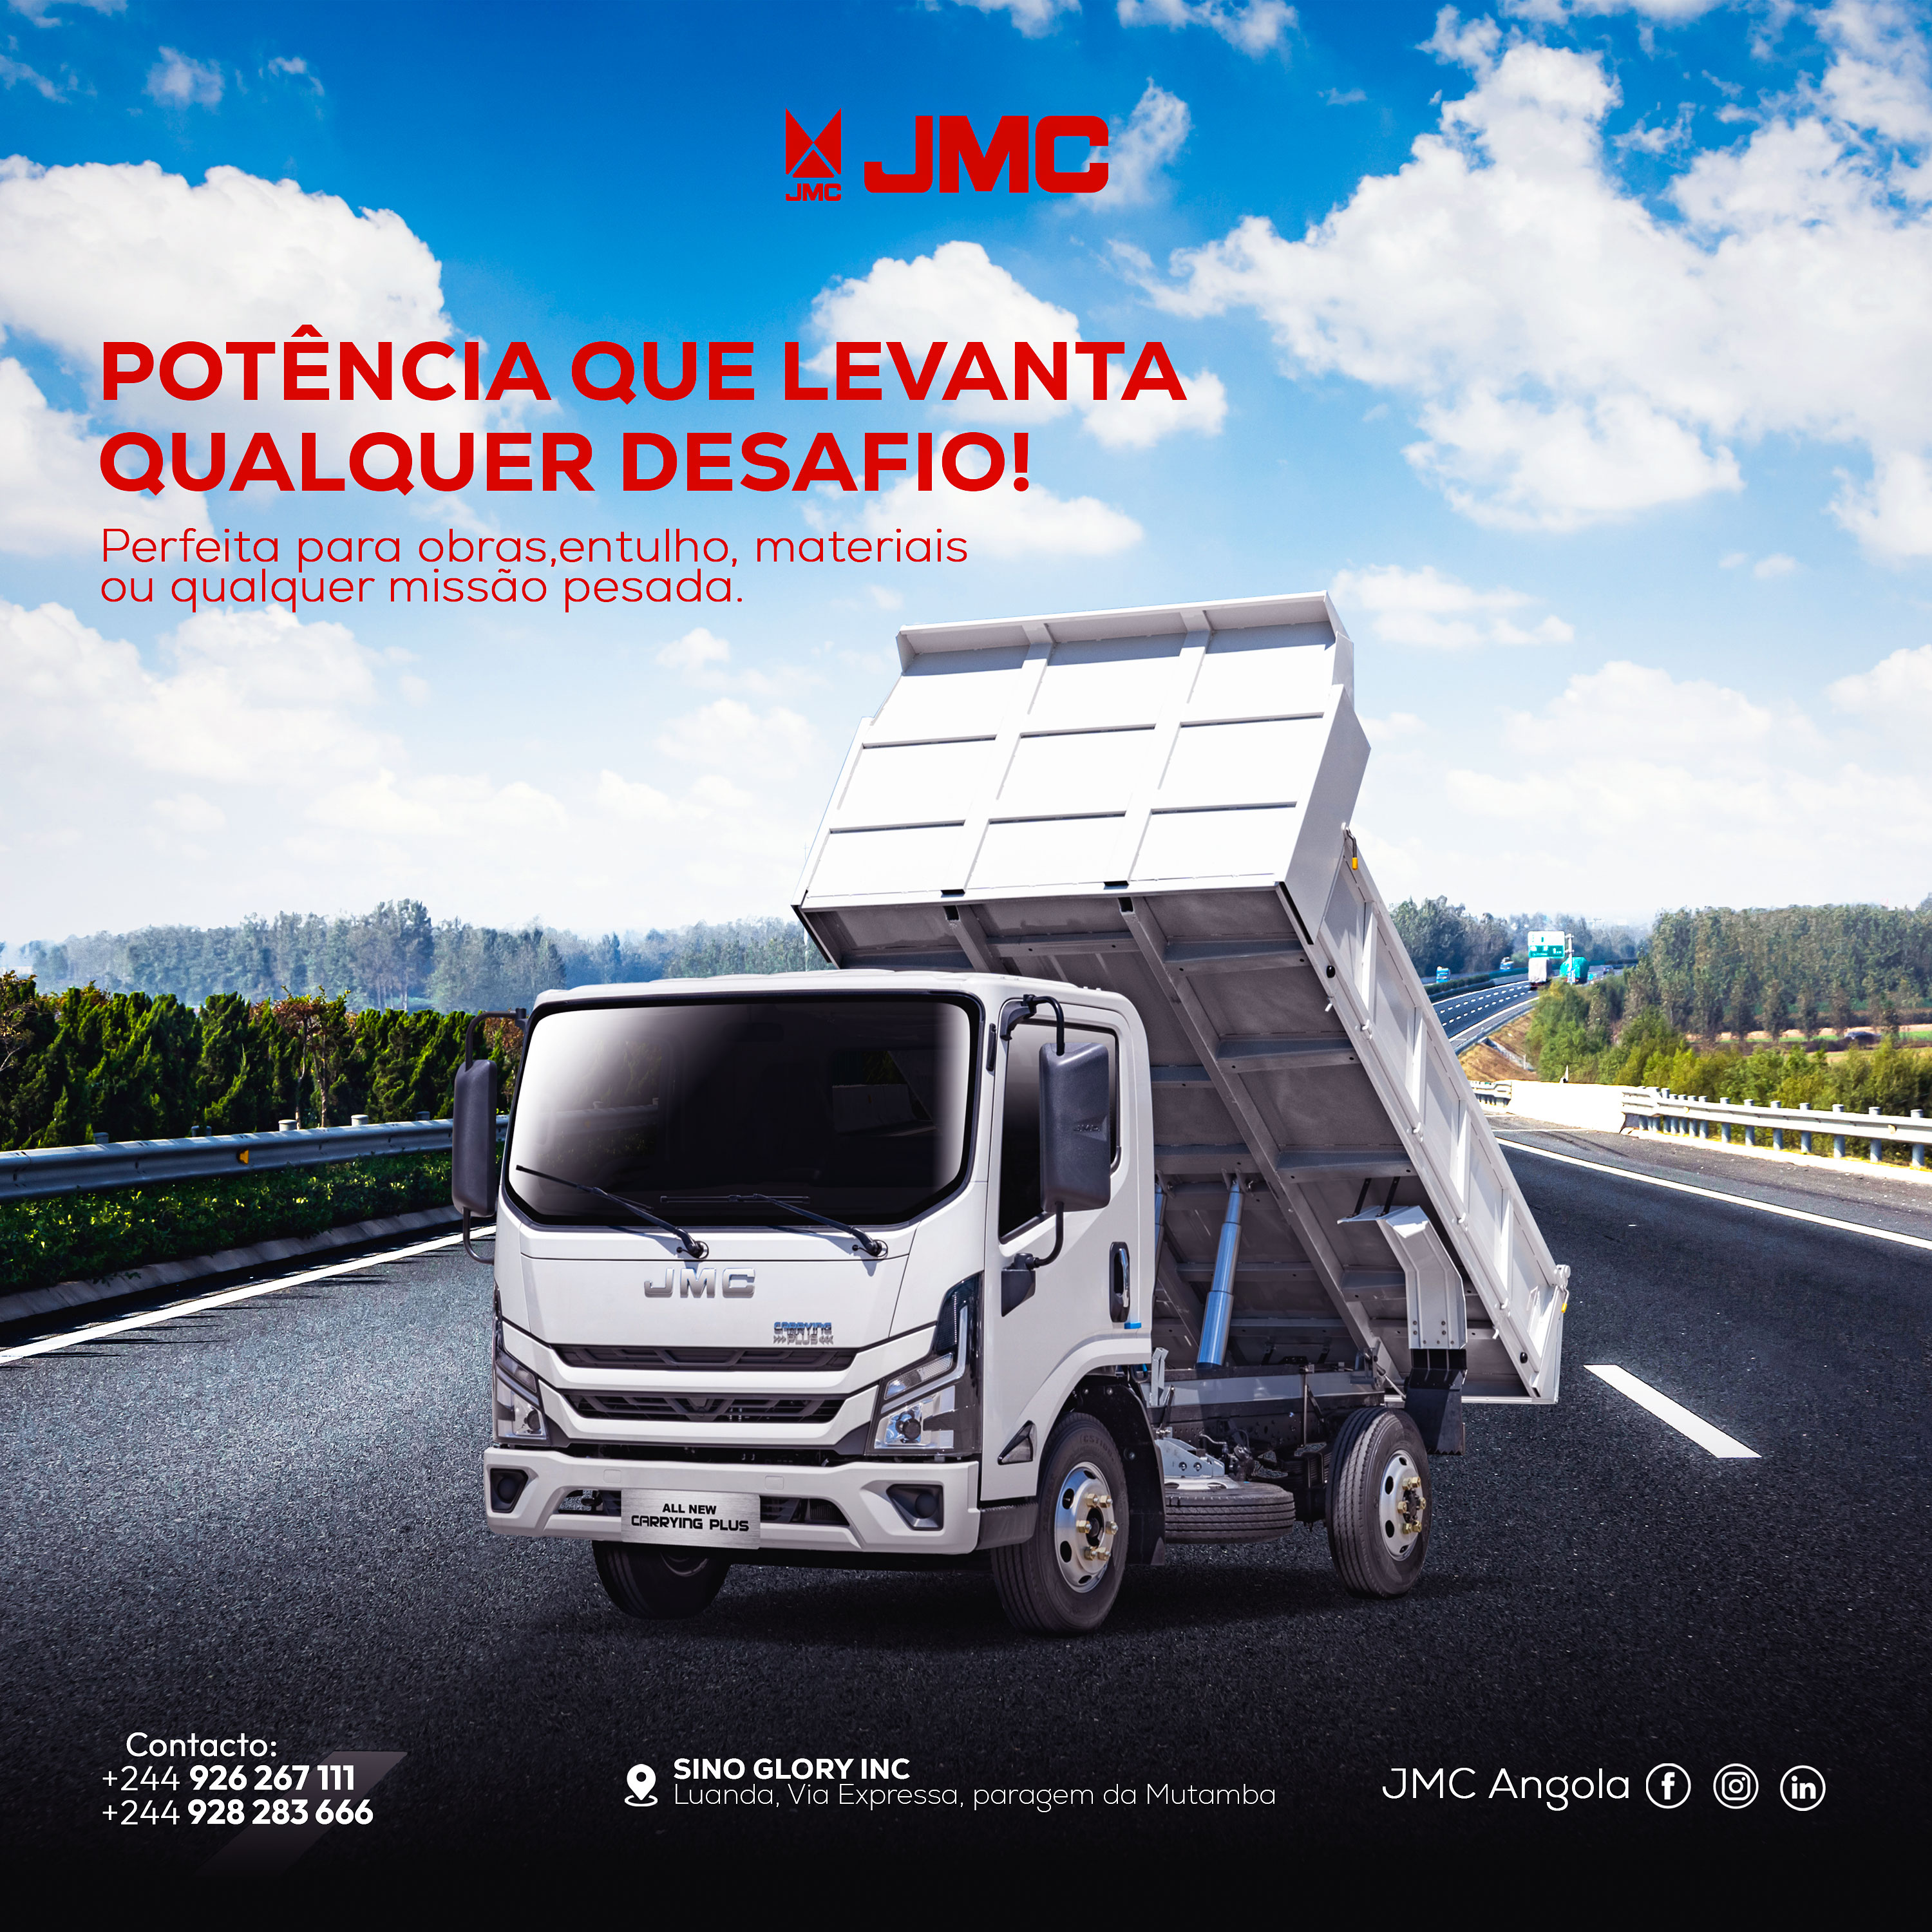 JMC
JMC
POTÊNCIA QUE LEVANTA
QUALQUER DESAFIO!
Perfeita para obras,entulho, materiais
ou qualquer missão pesada.
JMC
CARRYING
PLUS
ALL NEW
CARRYING PLUS
Contacto:
+244 926 267 111
+244 928 283 666
SINO GLORY INC
Luanda, Via Expressa, paragem da Mutamba
JMC Angola